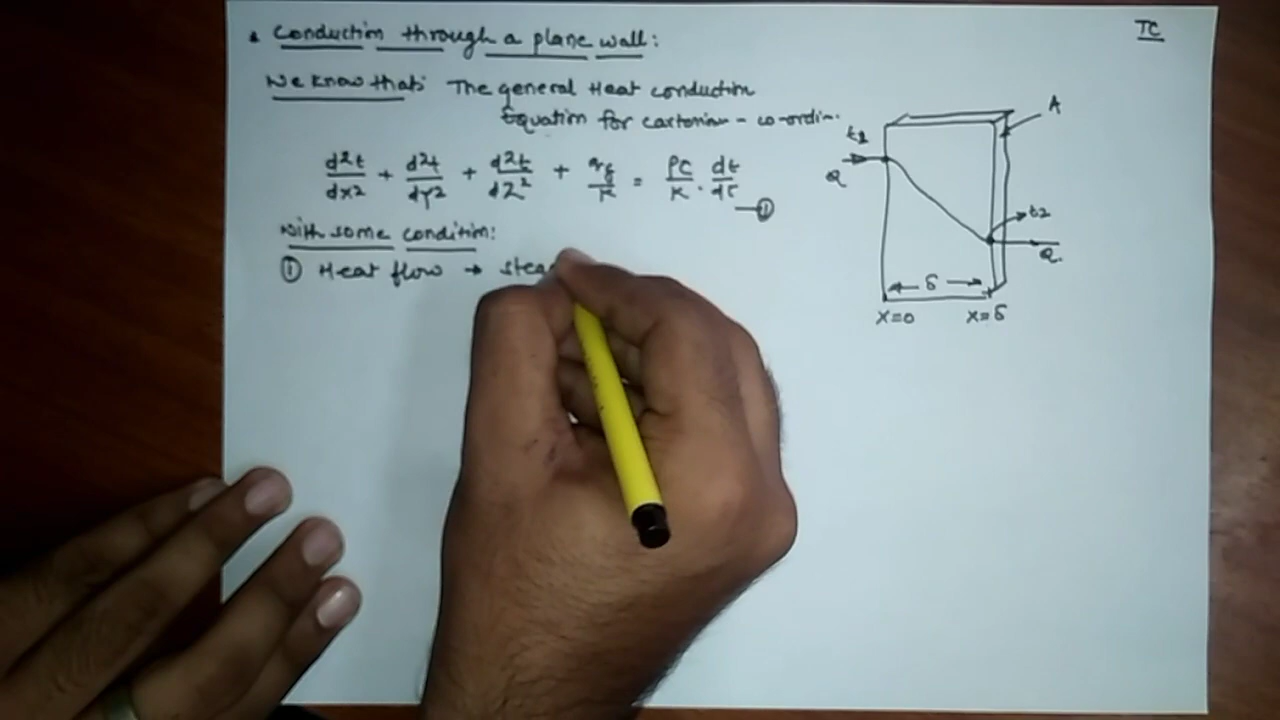 Conduction through a plane wall:
TC
We know that: The general Heat conduction
Equation for cartesian - co-ordin.
d²t/dx2 + d²t/dy2 + d²t/dz² + qg/k = ρc/k . dt/dτ
①
With some condition:
① Heat flow → stea
A
t1
Q
t2
Q.
δ
x=0 x=δ